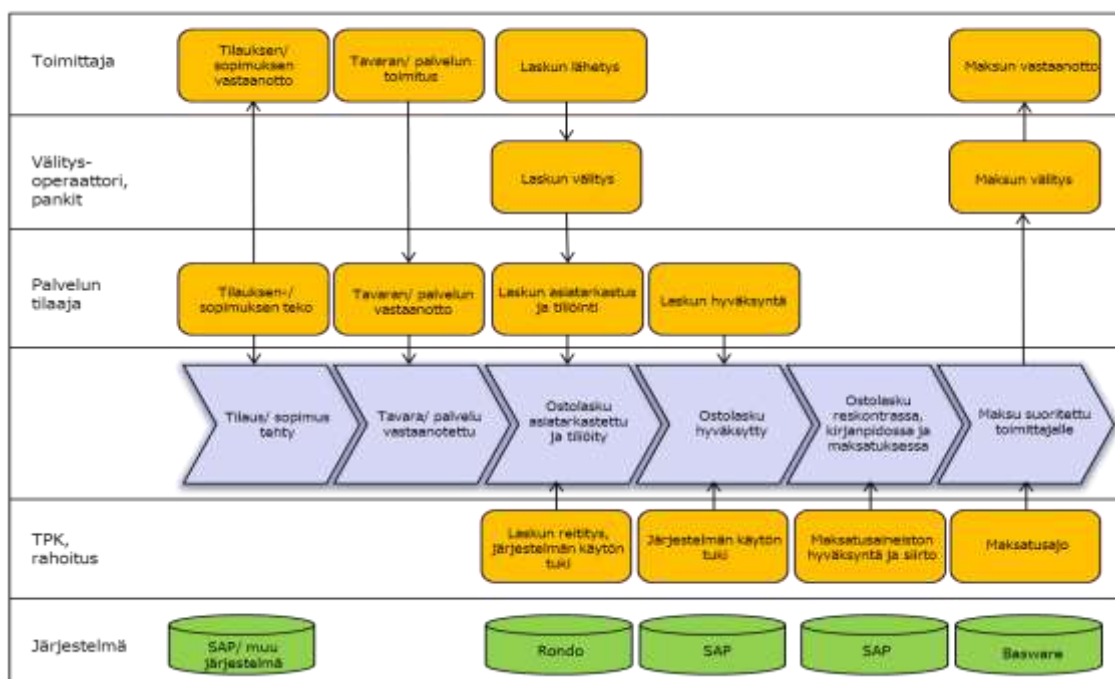 Toimittaja
Tilauksen/
sopimuksen
vastaanotto
Tavaran/ palvelun
toimitus
Laskun lähetys
Maksun vastaanotto
Välitys-
operaattori,
pankit
Laskun välitys
Maksun välitys
Palvelun
tilaaja
Tilauksen-/
sopimuksen teko
Tavaran/ palvelun
vastaanotto
Laskun asiatarkastus
ja tiliöinti
Laskun hyväksyntä
Tilaus/ sopimus
tehty
Tavara/ palvelu
vastaanotettu
Ostolasku
asiatarkastettu
ja tiliöity
Ostolasku
hyväksytty
Ostolasku
reskontrassa,
kirjanpidossa ja
maksatuksessa
Maksu suoritettu
toimittajalle
TPK,
rahoitus
Laskun reititys,
järjestelmän käytön
tuki
Järjestelmän käytön
tuki
Maksatusaineiston
hyväksyntä ja siirto
Maksatusajo
Järjestelmä
SAP/ muu
järjestelmä
Rondo
SAP
SAP
Basware